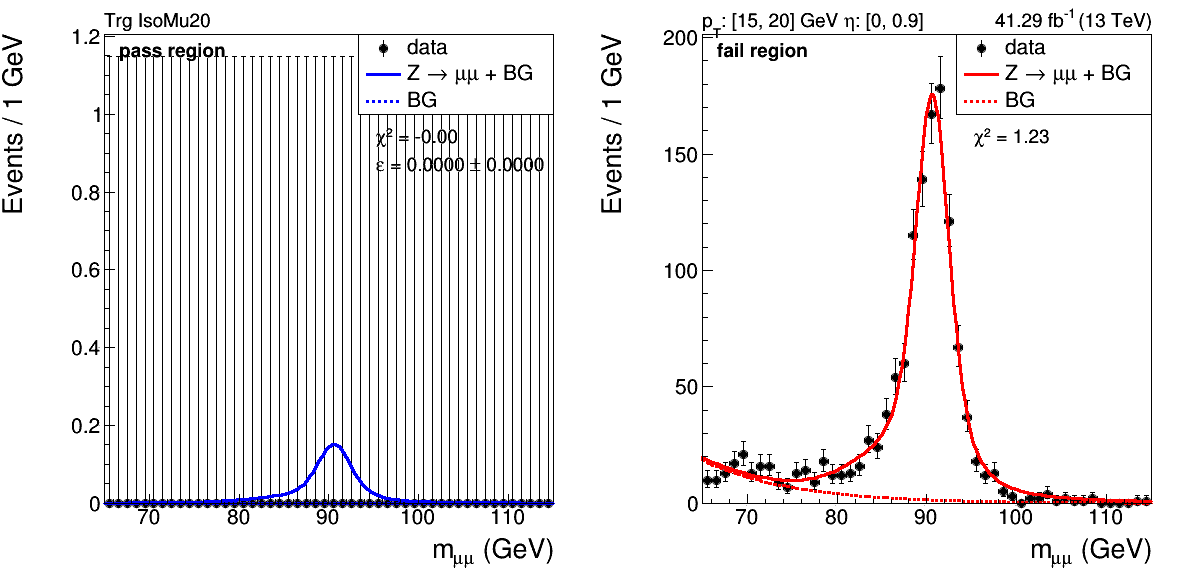 Trg IsoMu20
pass region
data
Z → μμ + BG
BG
χ² = -0.00
ε = 0.0000 ± 0.0000
Events / 1 GeV
1.2
1
0.8
0.6
0.4
0.2
0
70 80 90 100 110
mμμ (GeV)
pT: [15, 20] GeV η: [0, 0.9] 41.29 fb⁻¹ (13 TeV)
fail region
data
Z → μμ + BG
BG
χ² = 1.23
Events / 1 GeV
200
150
100
50
0
70 80 90 100 110
mμμ (GeV)